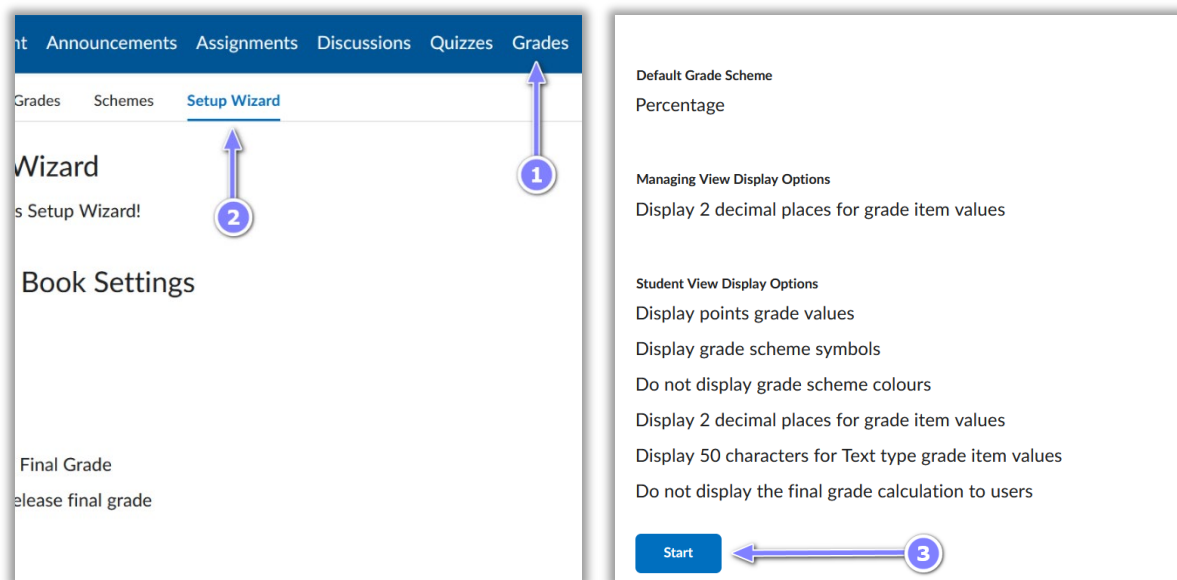 Announcements Assignments Discussions Quizzes Grades
Grades Schemes Setup Wizard
1
Wizard
s Setup Wizard!
2
Book Settings
Final Grade
elease final grade
Default Grade Scheme
Percentage
Managing View Display Options
Display 2 decimal places for grade item values
Student View Display Options
Display points grade values
Display grade scheme symbols
Do not display grade scheme colours
Display 2 decimal places for grade item values
Display 50 characters for Text type grade item values
Do not display the final grade calculation to users
Start 3